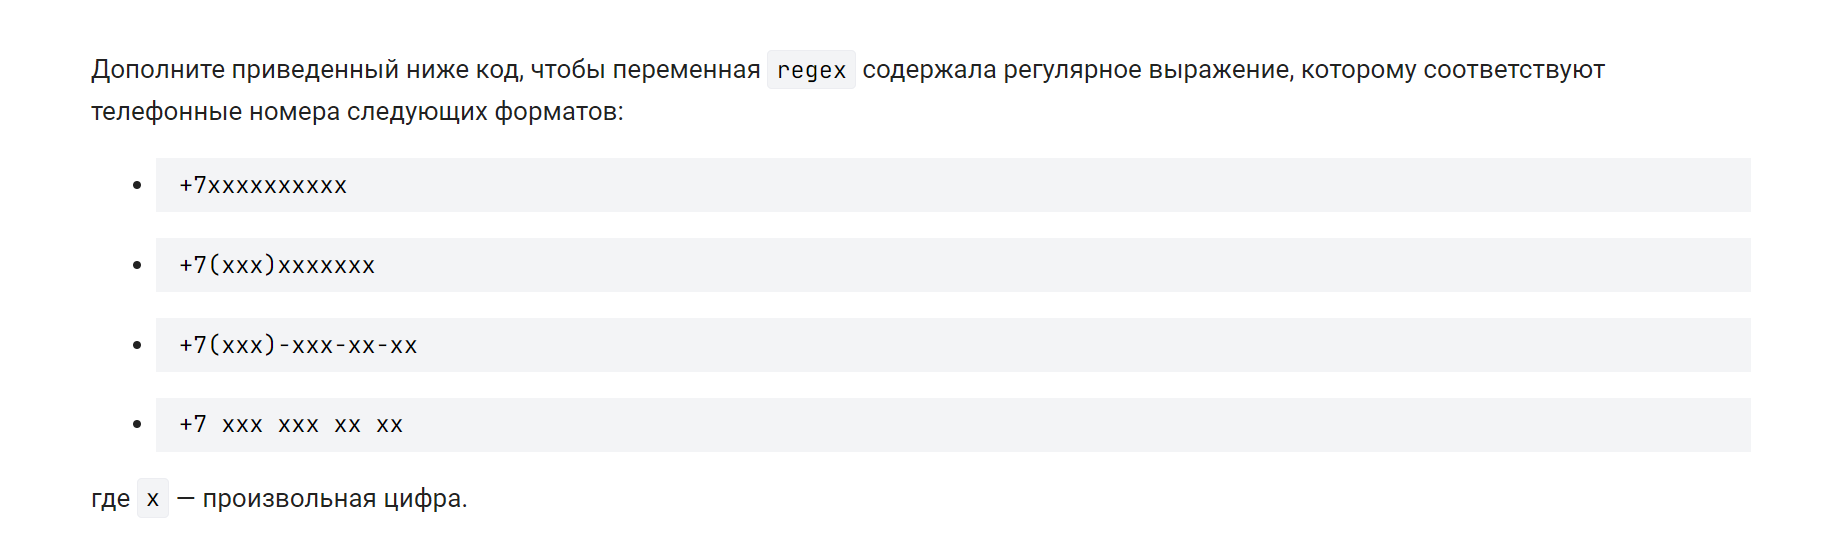 Дополните приведенный ниже код, чтобы переменная regex содержала регулярное выражение, которому соответствуют
телефонные номера следующих форматов:
+7xxxxxxxxxx
+7(xxx)xxxxxxx
+7(xxx)-xxx-xx-xx
+7 xxx xxx xx xx
где x — произвольная цифра.